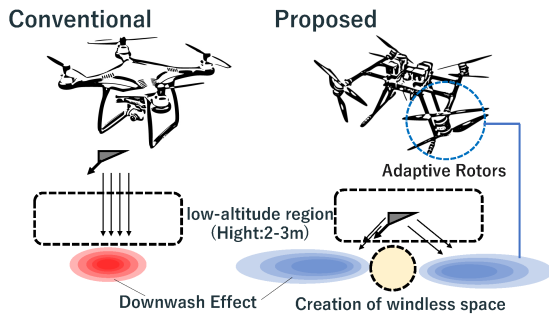 Conventional
Proposed
Adaptive Rotors
low-altitude region
(Hight:2-3m)
Downwash Effect
Creation of windless space